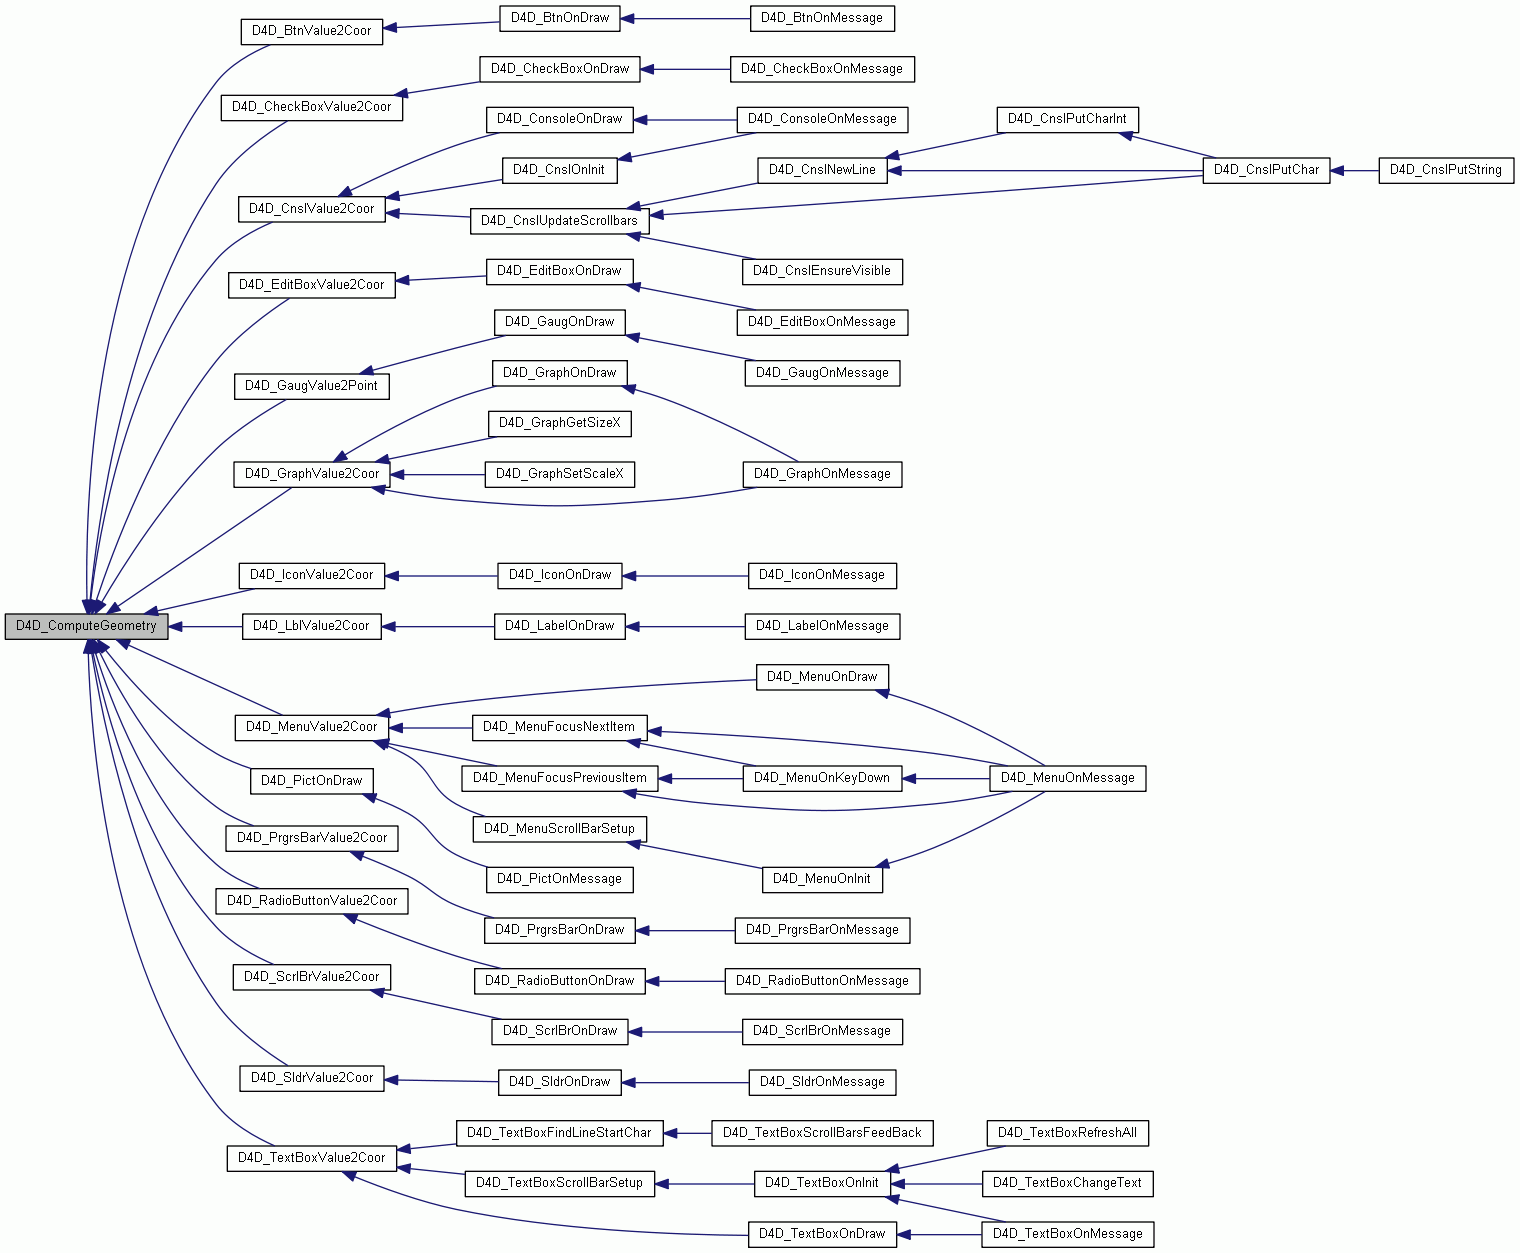 D4D_BtnOnDraw
D4D_BtnOnMessage
D4D_BtnValue2Coor
D4D_CheckBoxOnDraw
D4D_CheckBoxOnMessage
D4D_CheckBoxValue2Coor
D4D_ConsoleOnDraw
D4D_ConsoleOnMessage
D4D_CnslPutCharInt
D4D_CnslOnInit
D4D_CnslNewLine
D4D_CnslPutChar
D4D_CnslPutString
D4D_CnslValue2Coor
D4D_CnslUpdateScrollbars
D4D_CnslEnsureVisible
D4D_EditBoxValue2Coor
D4D_EditBoxOnDraw
D4D_EditBoxOnMessage
D4D_GaugOnDraw
D4D_GaugOnMessage
D4D_GaugValue2Point
D4D_GraphOnDraw
D4D_GraphGetSizeX
D4D_GraphValue2Coor
D4D_GraphSetScaleX
D4D_GraphOnMessage
D4D_IconValue2Coor
D4D_IconOnDraw
D4D_IconOnMessage
D4D_ComputeGeometry
D4D_LblValue2Coor
D4D_LabelOnDraw
D4D_LabelOnMessage
D4D_MenuOnDraw
D4D_MenuValue2Coor
D4D_MenuFocusNextItem
D4D_MenuFocusPreviousItem
D4D_MenuOnKeyDown
D4D_MenuOnMessage
D4D_PictOnDraw
D4D_MenuScrollBarSetup
D4D_PrgrsBarValue2Coor
D4D_PictOnMessage
D4D_MenuOnInit
D4D_RadioButtonValue2Coor
D4D_PrgrsBarOnDraw
D4D_PrgrsBarOnMessage
D4D_ScrlBrValue2Coor
D4D_RadioButtonOnDraw
D4D_RadioButtonOnMessage
D4D_ScrlBrOnDraw
D4D_ScrlBrOnMessage
D4D_SldrValue2Coor
D4D_SldrOnDraw
D4D_SldrOnMessage
D4D_TextBoxFindLineStartChar
D4D_TextBoxScrollBarsFeedBack
D4D_TextBoxRefreshAll
D4D_TextBoxValue2Coor
D4D_TextBoxScrollBarSetup
D4D_TextBoxOnInit
D4D_TextBoxChangeText
D4D_TextBoxOnDraw
D4D_TextBoxOnMessage